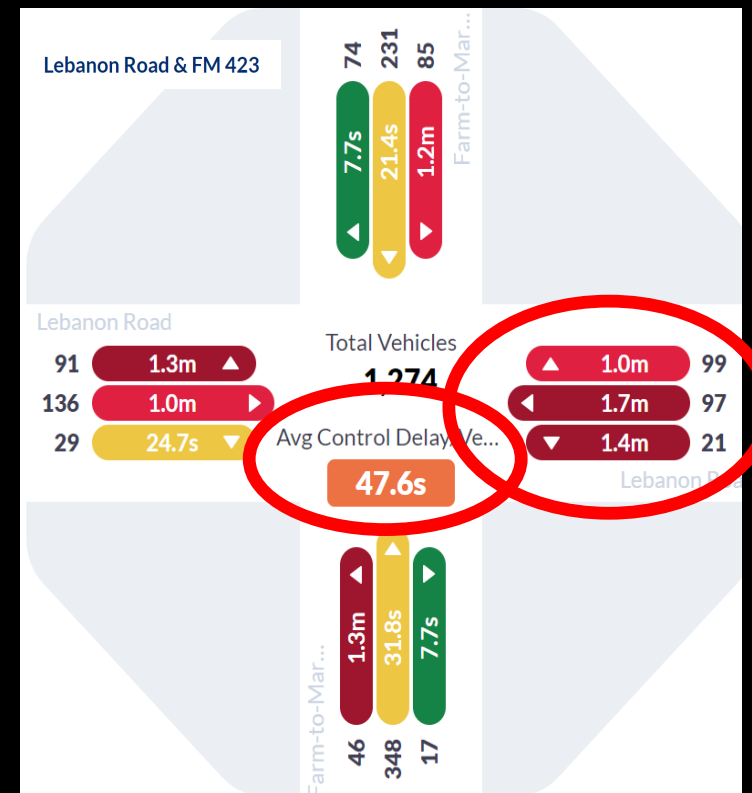 Lebanon Road & FM 423
74
231
85
Farm-to-Mar...
7.7s
21.4s
1.2m
Lebanon Road
Total Vehicles
1,274
91
1.3m
136
1.0m
29
24.7s
1.0m
99
1.7m
97
1.4m
21
Avg Control Delay/Ve...
47.6s
Lebanon Road
1.3m
31.8s
7.7s
Farm-to-Mar...
46
348
17